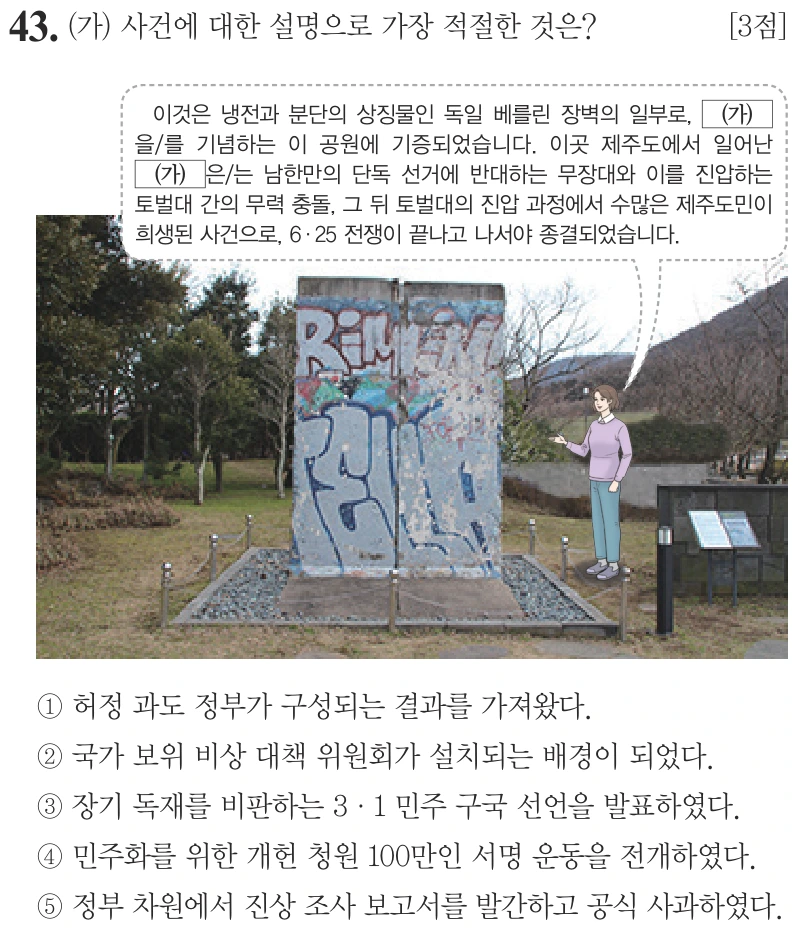 43. (가) 사건에 대한 설명으로 가장 적절한 것은? [3점]
이것은 냉전과 분단의 상징물인 독일 베를린 장벽의 일부로, (가)
을/를 기념하는 이 공원에 기증되었습니다. 이곳 제주도에서 일어난
(가) 은/는 남한만의 단독 선거에 반대하는 무장대와 이를 진압하는
토벌대 간의 무력 충돌, 그 뒤 토벌대의 진압 과정에서 수많은 제주도민이
희생된 사건으로, 6·25 전쟁이 끝나고 나서야 종결되었습니다.
① 허정 과도 정부가 구성되는 결과를 가져왔다.
② 국가 보위 비상 대책 위원회가 설치되는 배경이 되었다.
③ 장기 독재를 비판하는 3·1 민주 구국 선언을 발표하였다.
④ 민주화를 위한 개헌 청원 100만인 서명 운동을 전개하였다.
⑤ 정부 차원에서 진상 조사 보고서를 발간하고 공식 사과하였다.